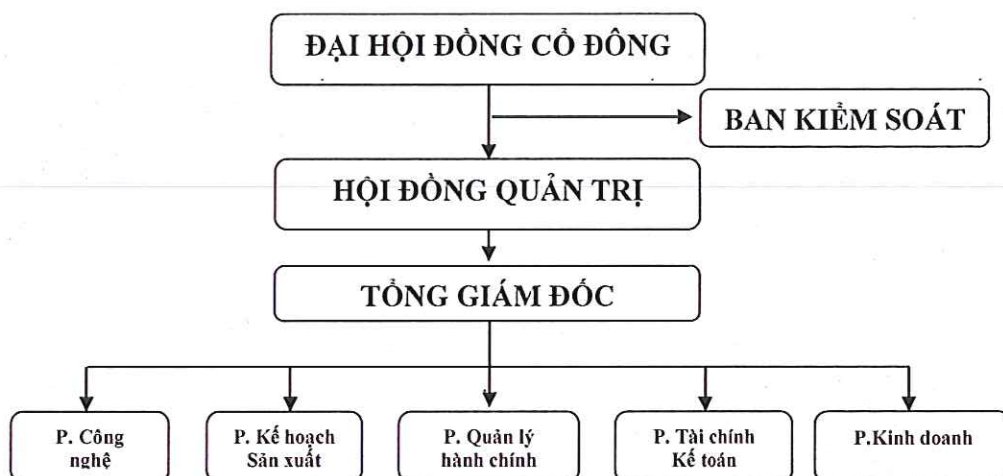 ĐẠI HỘI ĐỒNG CỔ ĐÔNG
BAN KIỂM SOÁT
HỘI ĐỒNG QUẢN TRỊ
TỔNG GIÁM ĐỐC
P. Công
nghệ
P. Kế hoạch
Sản xuất
P. Quản lý
hành chính
P. Tài chính
Kế toán
P.Kinh doanh